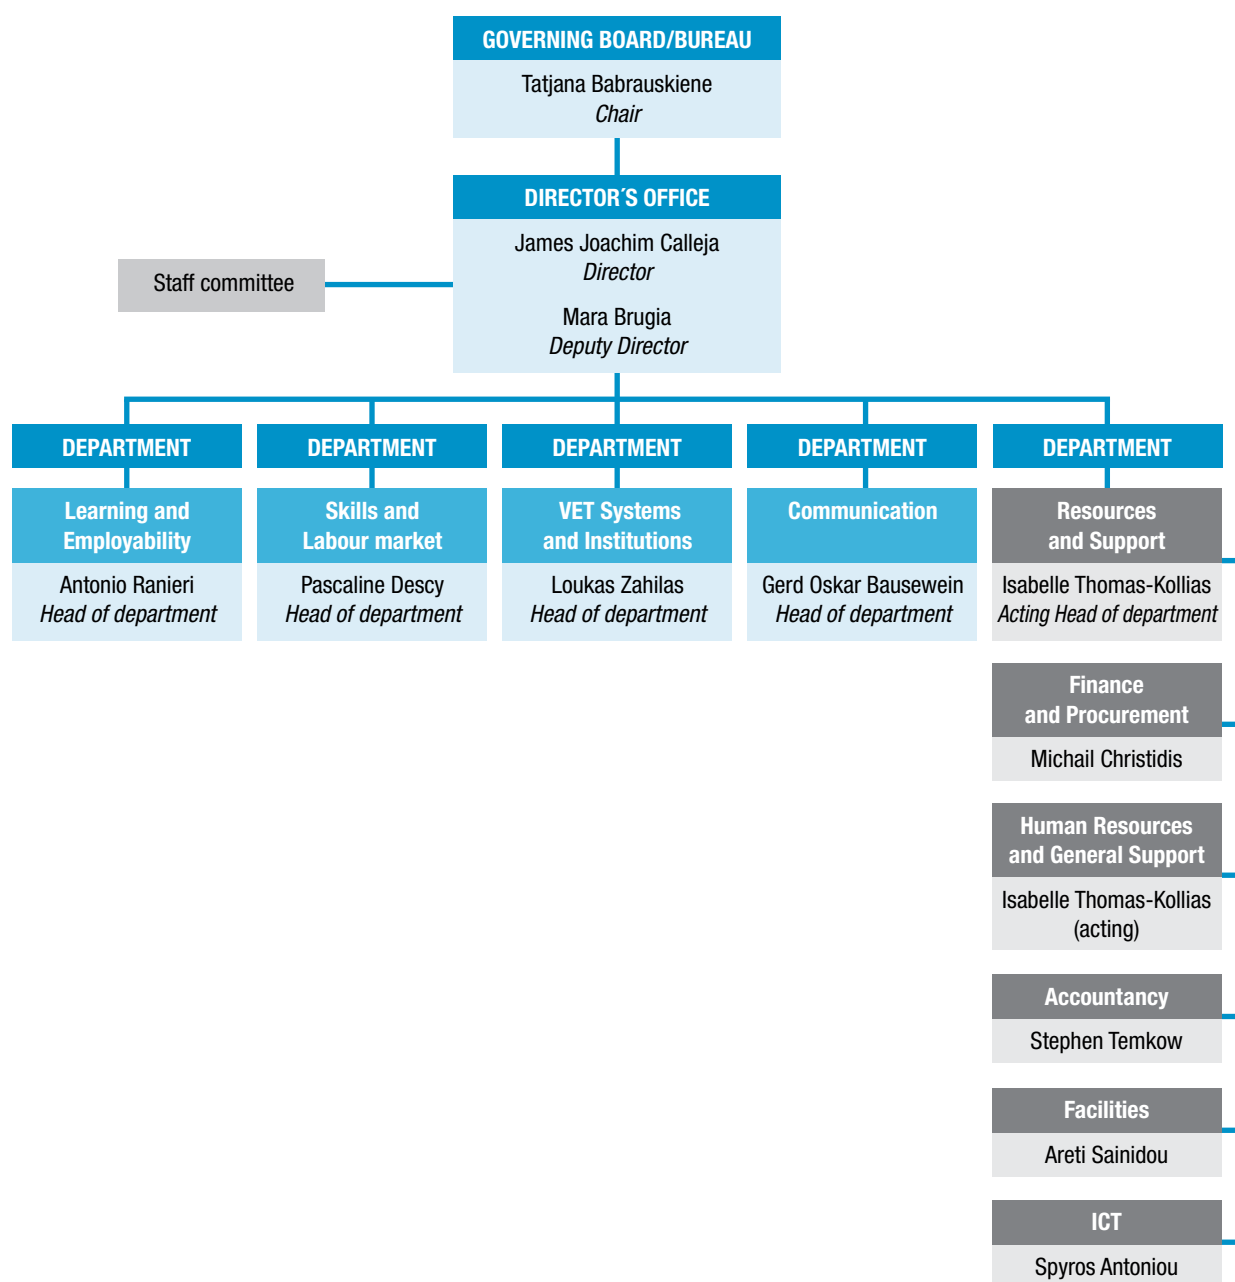 GOVERNING BOARD/BUREAU
Tatjana Babrauskiene
Chair
DIRECTOR´S OFFICE
James Joachim Calleja
Director
Mara Brugia
Deputy Director
Staff committee
DEPARTMENT
Learning and
Employability
Antonio Ranieri
Head of department
DEPARTMENT
Skills and
Labour market
Pascaline Descy
Head of department
DEPARTMENT
VET Systems
and Institutions
Loukas Zahilas
Head of department
DEPARTMENT
Communication
Gerd Oskar Bausewein
Head of department
DEPARTMENT
Resources
and Support
Isabelle Thomas-Kollias
Acting Head of department
Finance
and Procurement
Michail Christidis
Human Resources
and General Support
Isabelle Thomas-Kollias
(acting)
Accountancy
Stephen Temkow
Facilities
Areti Sainidou
ICT
Spyros Antoniou